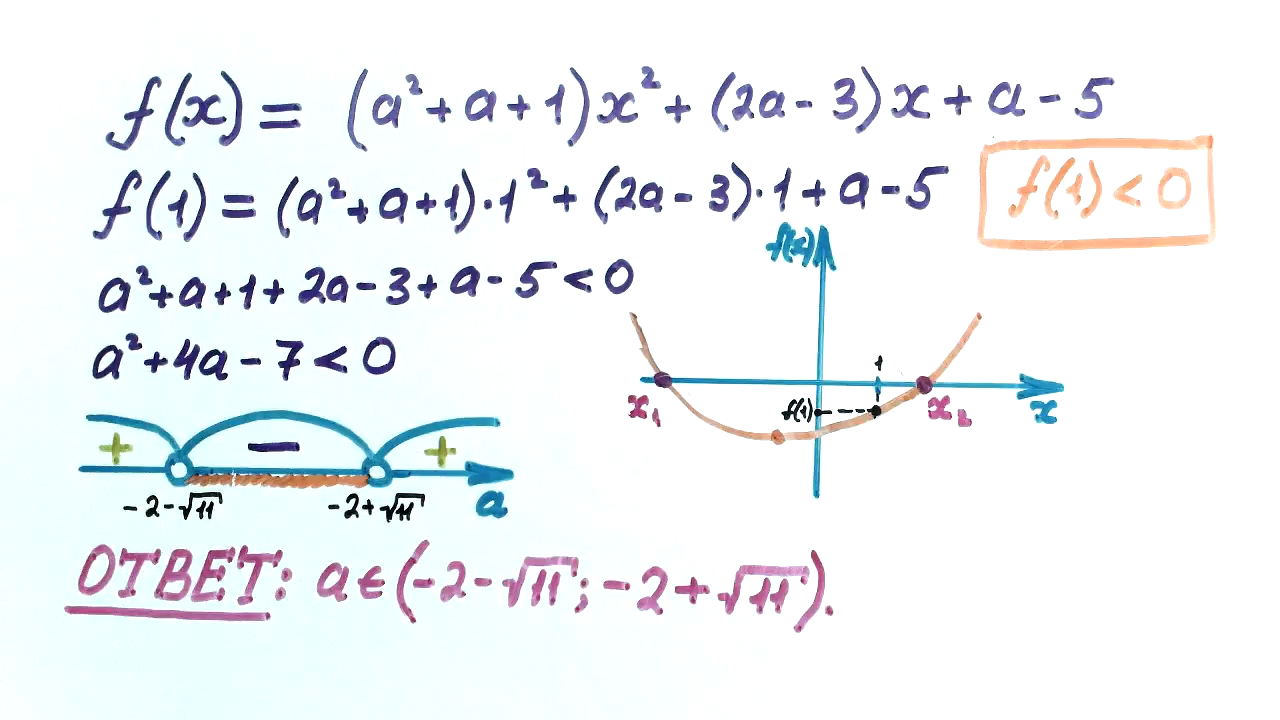 f(x) = (a² + a + 1)x² + (2a - 3)x + a - 5
f(1) = (a² + a + 1)·1² + (2a - 3)·1 + a - 5
f(1) < 0
a² + a + 1 + 2a - 3 + a - 5 < 0
a² + 4a - 7 < 0
f(x)
1
f(1)
x₁
x₂
x
+
−
+
-2-√11
-2+√11
a
ОТВЕТ: a ∈ (-2-√11; -2+√11).